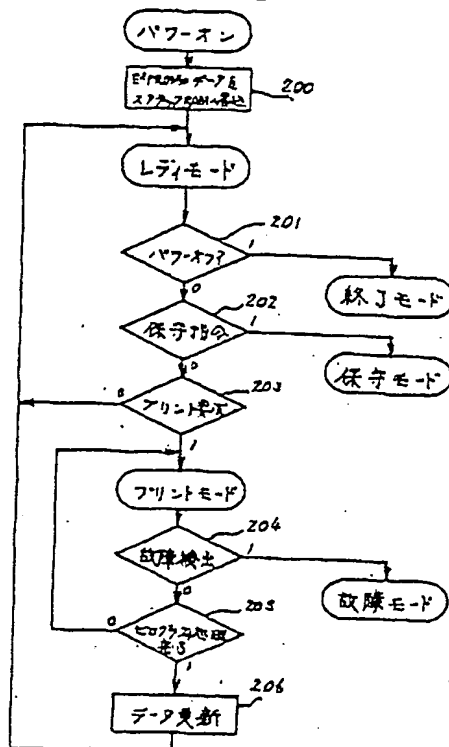 パワーオン
E²PROMのデータを
スタティックRAMへ書込
200
レディモード
201
パワーオフ?
1
0
終了モード
202
保守指令
1
0
保守モード
203
プリント要求
0
1
プリントモード
204
故障検出
1
0
故障モード
205
0
1
データ更新
206